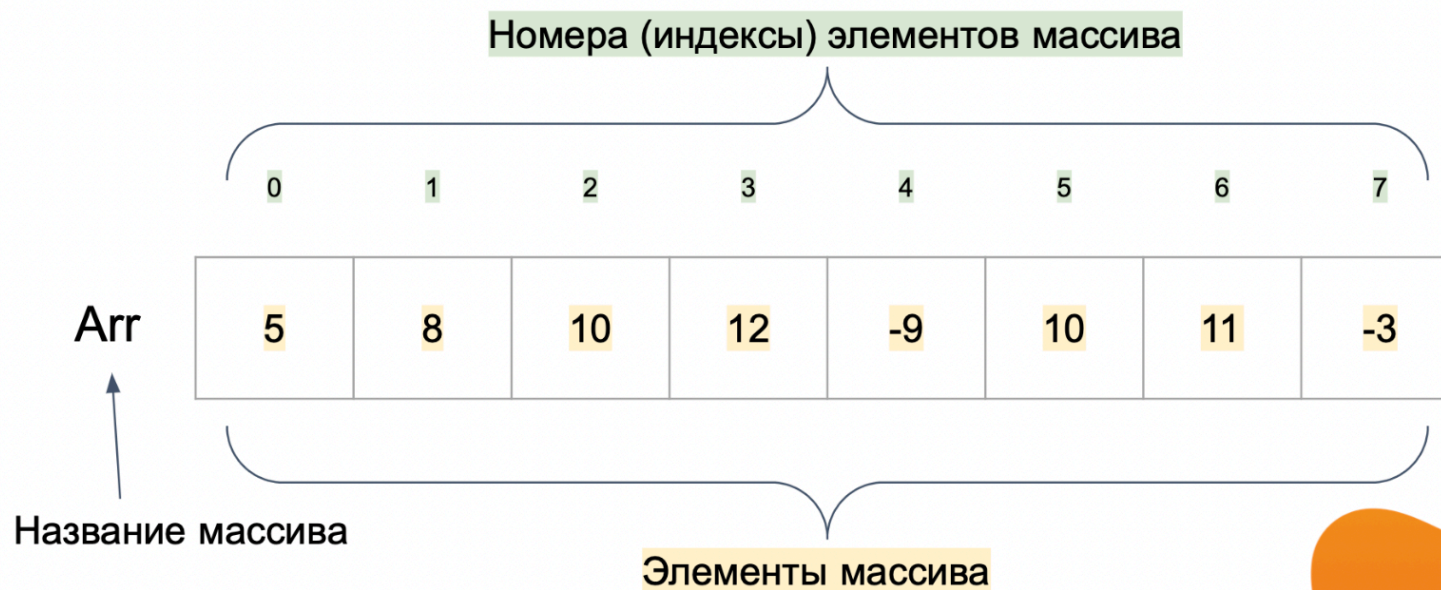 Номера (индексы) элементов массива
0 1 2 3 4 5 6 7
Arr 5 8 10 12 -9 10 11 -3
Название массива
Элементы массива